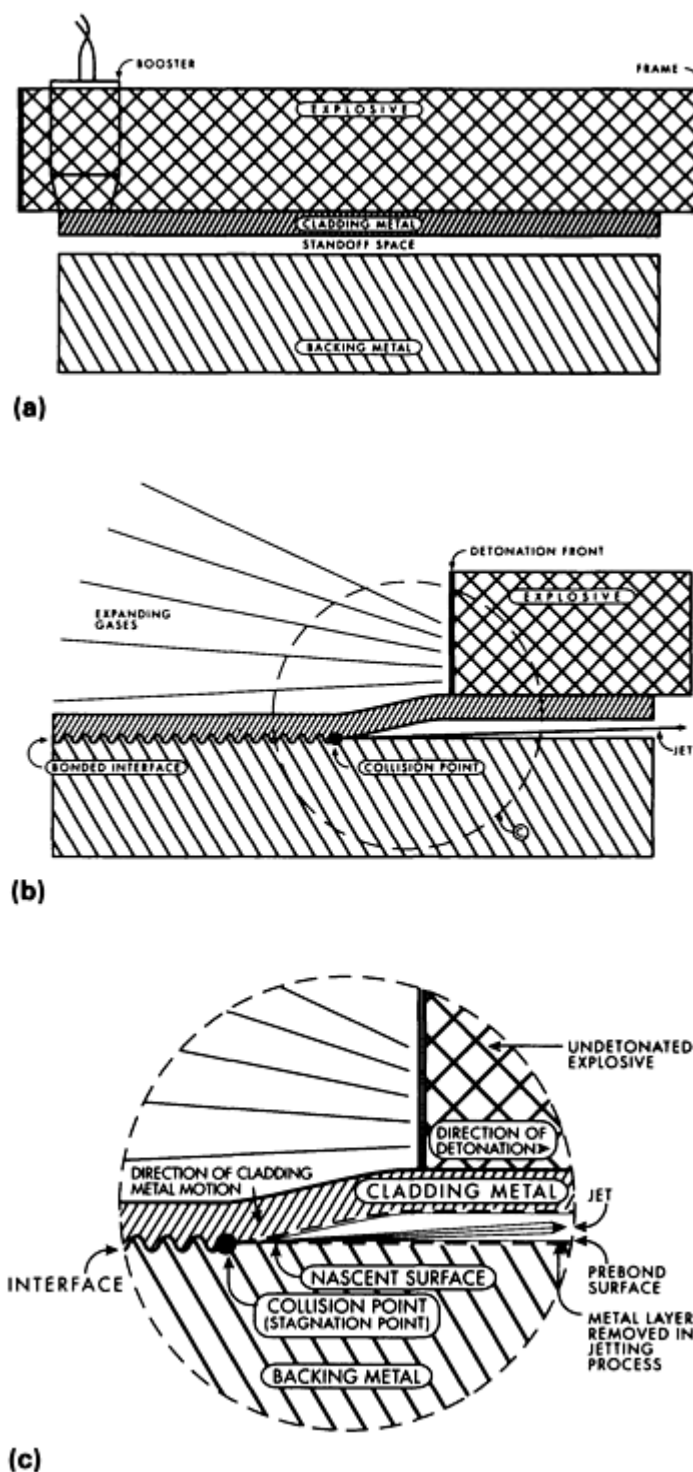 BOOSTER
FRAME
EXPLOSIVE
CLADDING METAL
STANDOFF SPACE
BACKING METAL
(a)
DETONATION FRONT
EXPLOSIVE
EXPANDING
GASES
BONDED INTERFACE
COLLISION POINT
JET
C
(b)
UNDETONATED
EXPLOSIVE
DIRECTION OF
DETONATION
DIRECTION OF CLADDING
METAL MOTION
CLADDING METAL
JET
INTERFACE
NASCENT SURFACE
PREBOND
SURFACE
COLLISION POINT
(STAGNATION POINT)
METAL LAYER
REMOVED IN
JETTING
PROCESS
BACKING METAL
(c)